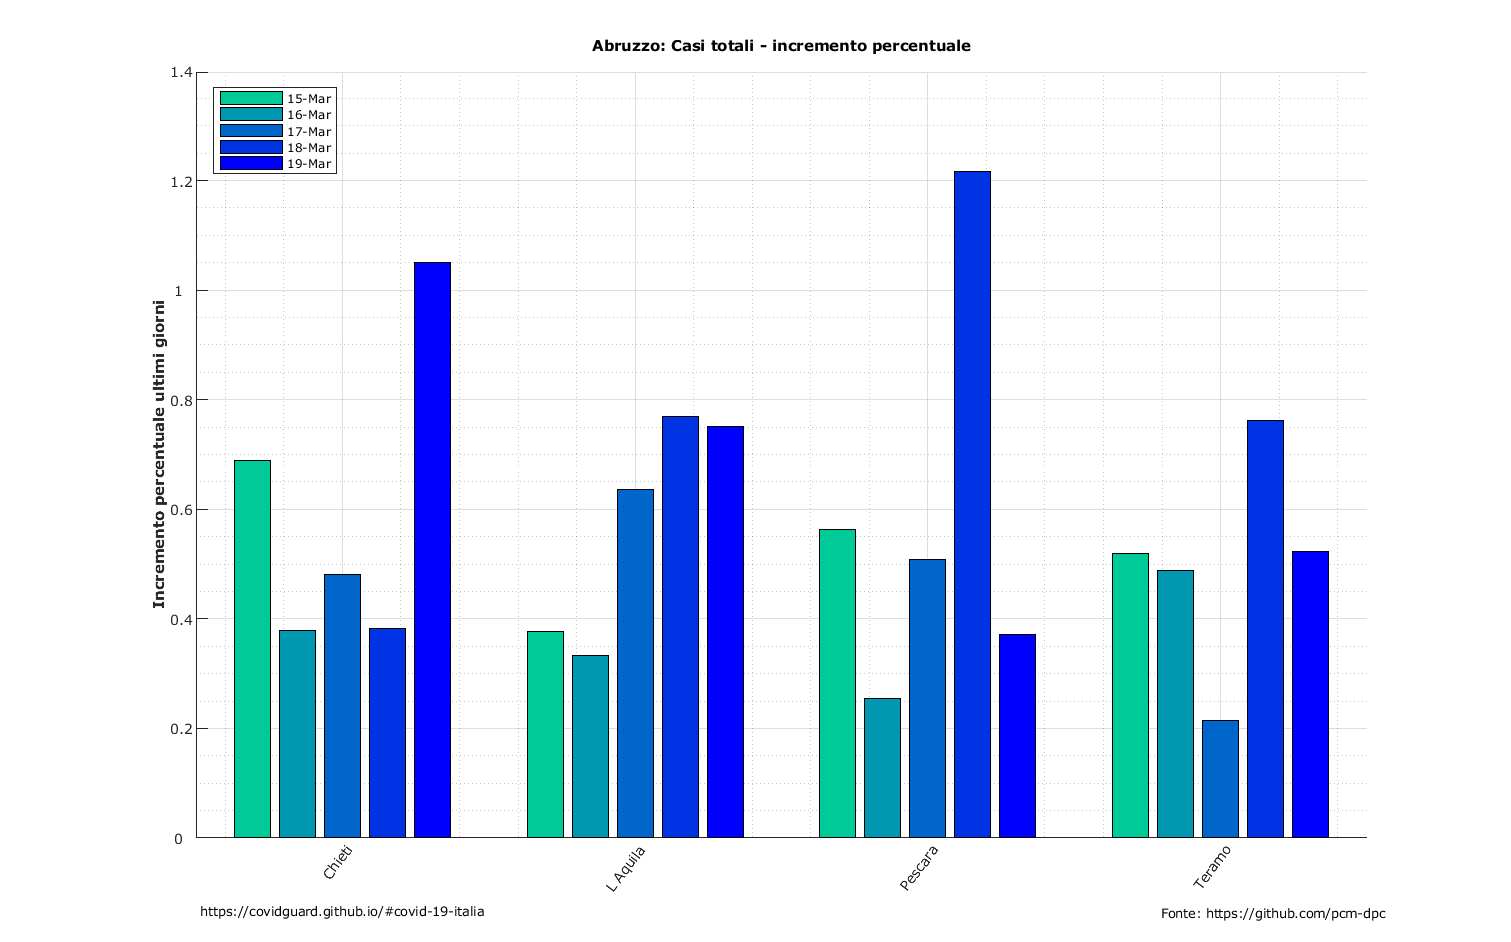 Abruzzo: Casi totali - incremento percentuale
15-Mar
16-Mar
17-Mar
18-Mar
19-Mar
Incremento percentuale ultimi giorni
1.4
1.2
1
0.8
0.6
0.4
0.2
0
Chieti
L Aquila
Pescara
Teramo
https://covidguard.github.io/#covid-19-italia
Fonte: https://github.com/pcm-dpc